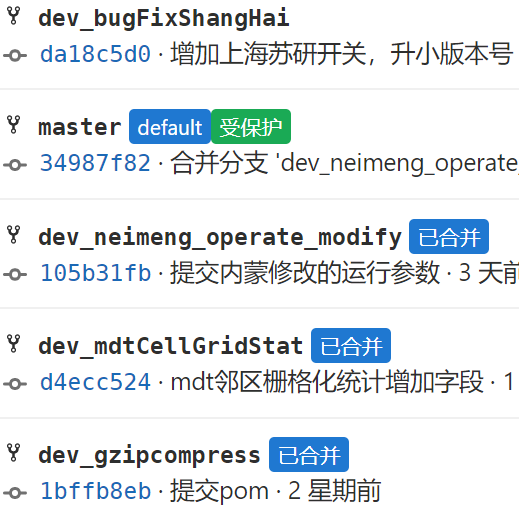 dev_bugFixShangHai
da18c5d0 · 增加上海苏研开关，升小版本号
master default 受保护
34987f82 · 合并分支 'dev_neimeng_operate_
dev_neimeng_operate_modify 已合并
105b31fb · 提交内蒙修改的运行参数 · 3 天前
dev_mdtCellGridStat 已合并
d4ecc524 · mdt邻区栅格化统计增加字段 · 1
dev_gzipcompress 已合并
1bffb8eb · 提交pom · 2 星期前